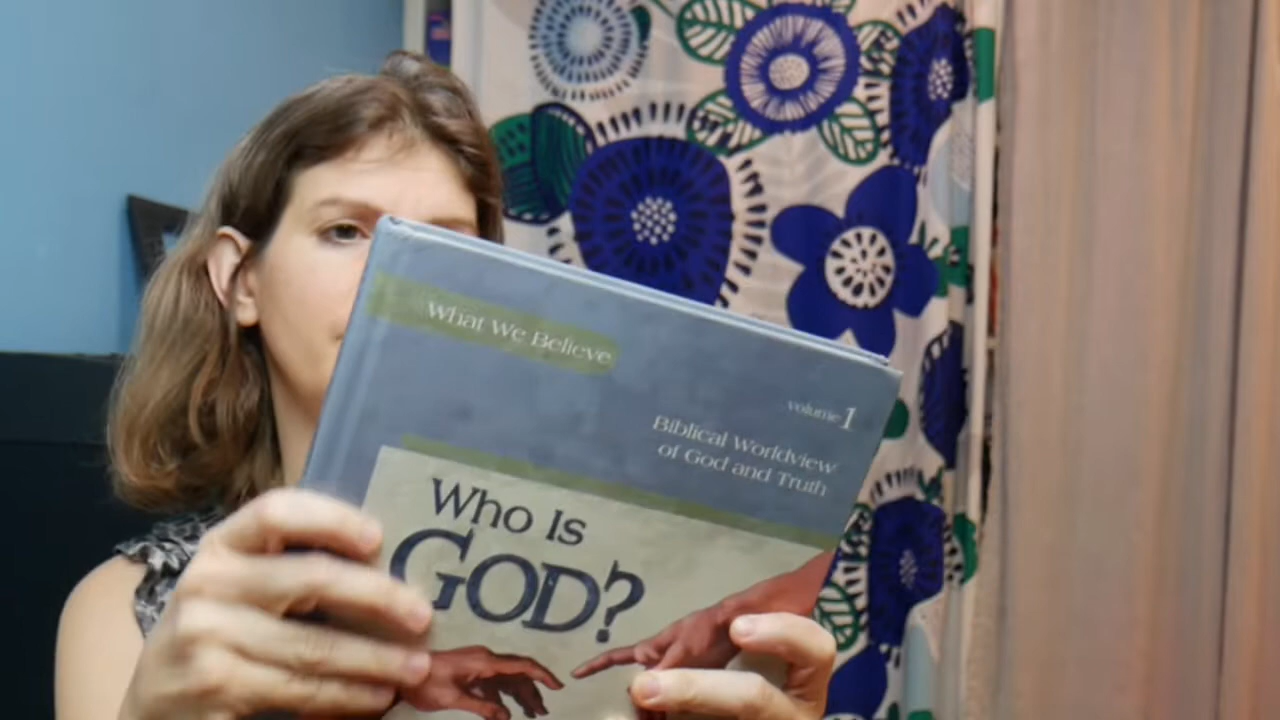 What We Believe
volume 1
Biblical Worldview
of God and Truth
Who Is
GOD?